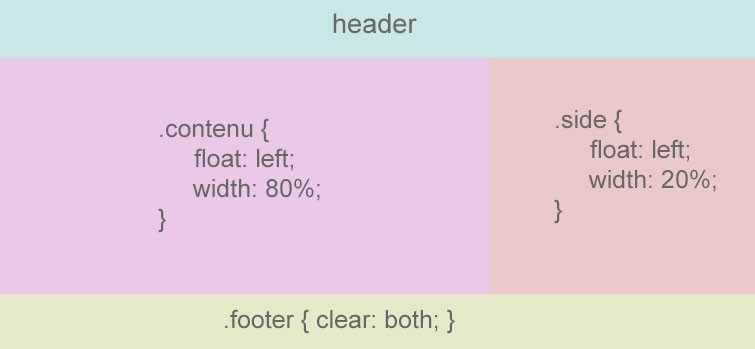 header
.contenu {
float: left;
width: 80%;
}
.side {
float: left;
width: 20%;
}
.footer { clear: both; }